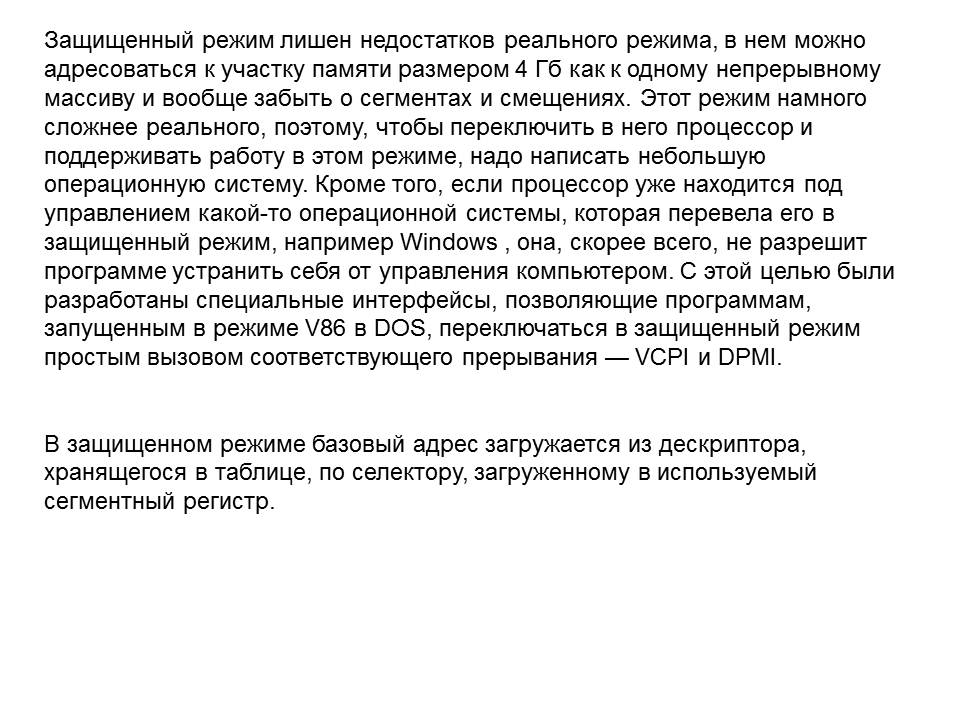 Защищенный режим лишен недостатков реального режима, в нем можно
адресоваться к участку памяти размером 4 Гб как к одному непрерывному
массиву и вообще забыть о сегментах и смещениях. Этот режим намного
сложнее реального, поэтому, чтобы переключить в него процессор и
поддерживать работу в этом режиме, надо написать небольшую
операционную систему. Кроме того, если процессор уже находится под
управлением какой-то операционной системы, которая перевела его в
защищенный режим, например Windows , она, скорее всего, не разрешит
программе устранить себя от управления компьютером. С этой целью были
разработаны специальные интерфейсы, позволяющие программам,
запущенным в режиме V86 в DOS, переключаться в защищенный режим
простым вызовом соответствующего прерывания — VCPI и DPMI.
В защищенном режиме базовый адрес загружается из дескриптора,
хранящегося в таблице, по селектору, загруженному в используемый
сегментный регистр.